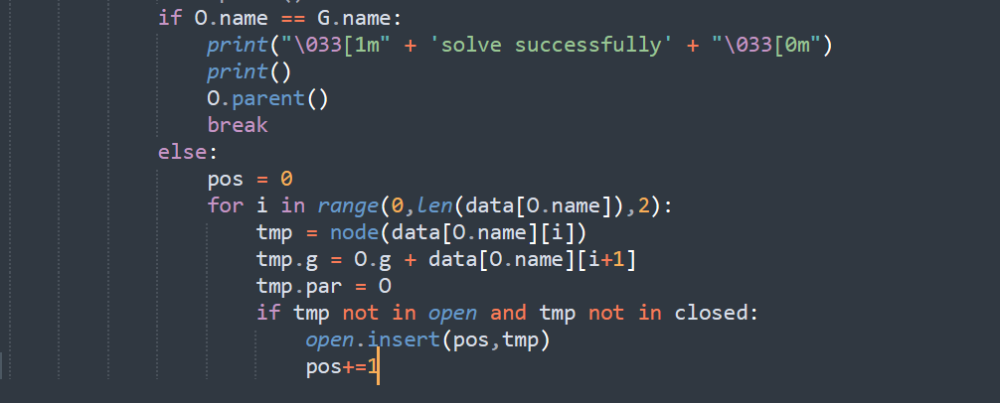 if O.name == G.name:
print("\033[1m" + 'solve successfully' + "\033[0m")
print()
O.parent()
break
else:
pos = 0
for i in range(0,len(data[O.name]),2):
tmp = node(data[O.name][i])
tmp.g = O.g + data[O.name][i+1]
tmp.par = O
if tmp not in open and tmp not in closed:
open.insert(pos,tmp)
pos+=1